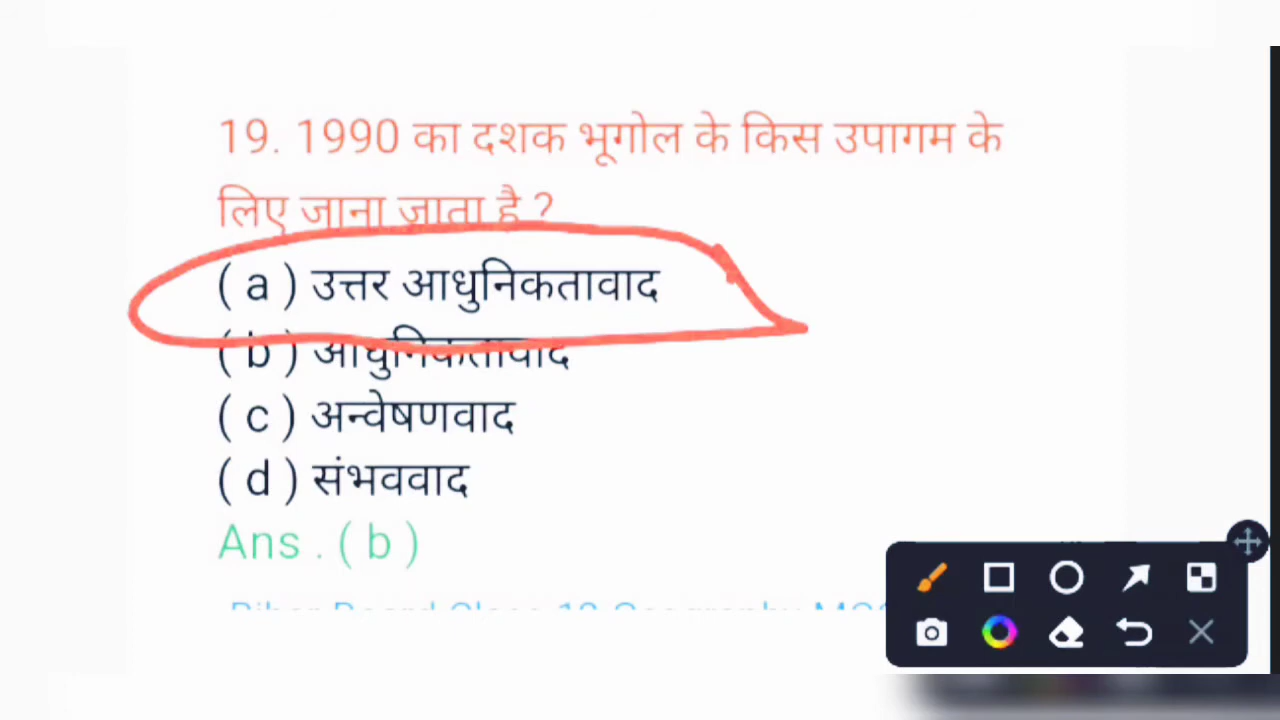 19. 1990 का दशक भूगोल के किस उपागम के
लिए जाना जाता है ?
( a ) उत्तर आधुनिकतावाद
( b ) आधुनिकतावाद
( c ) अन्वेषणवाद
( d ) संभववाद
Ans . ( b )